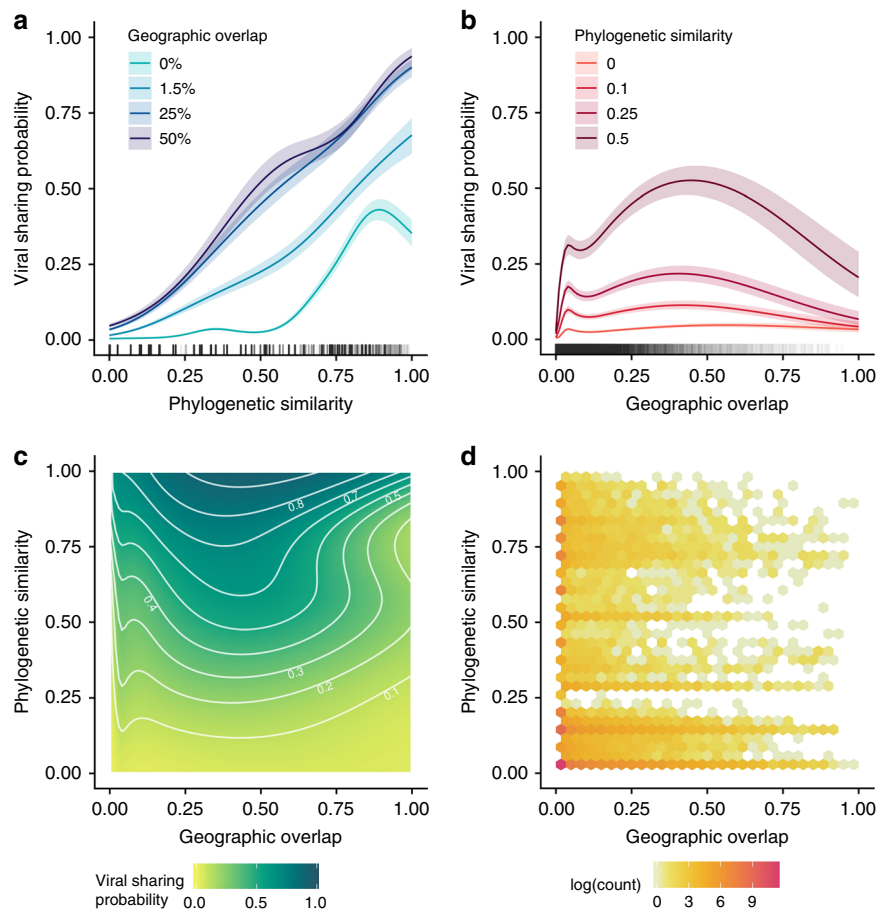 a
Geographic overlap
0%
1.5%
25%
50%
1.00
0.75
0.50
0.25
0.00
Viral sharing probability
0.00 0.25 0.50 0.75 1.00
Phylogenetic similarity
b
Phylogenetic similarity
0
0.1
0.25
0.5
1.00
0.75
0.50
0.25
0.00
Viral sharing probability
0.00 0.25 0.50 0.75 1.00
Geographic overlap
c
1.00
0.75
0.50
0.25
0.00
Phylogenetic similarity
0.8
0.7
0.5
0.4
0.3
0.2
0.1
0.00 0.25 0.50 0.75 1.00
Geographic overlap
Viral sharing
probability
0.0 0.5 1.0
d
1.00
0.75
0.50
0.25
0.00
Phylogenetic similarity
0.00 0.25 0.50 0.75 1.00
Geographic overlap
log(count)
0 3 6 9